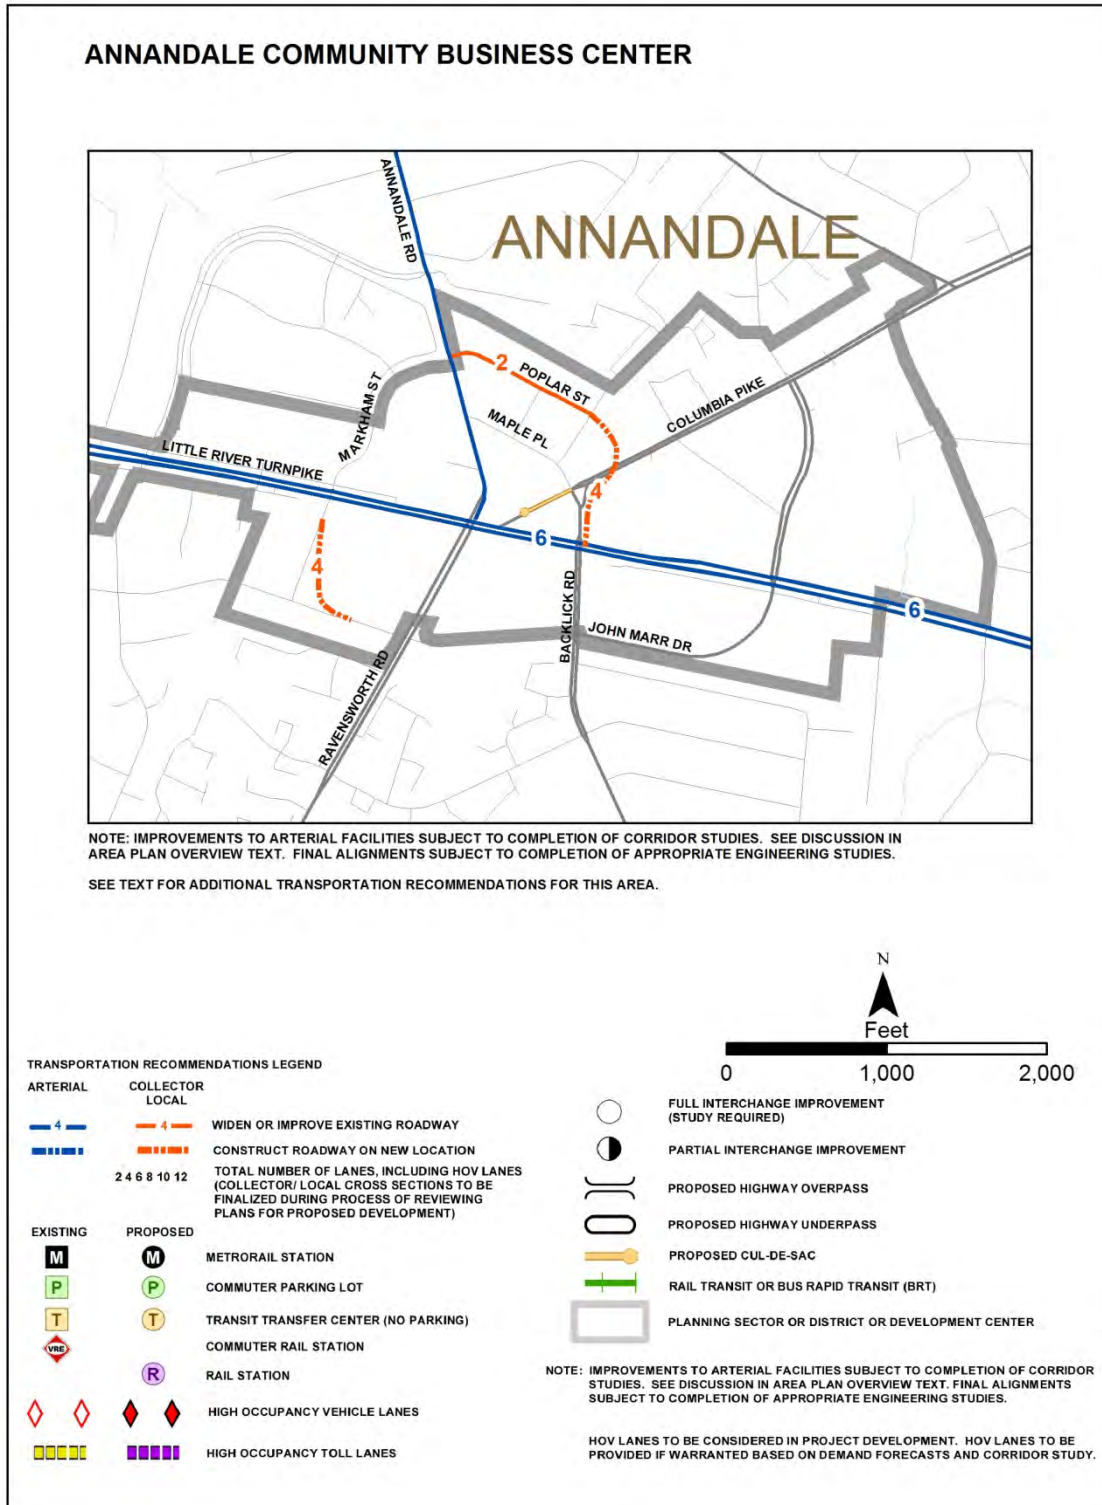 ANNANDALE COMMUNITY BUSINESS CENTER
ANNANDALE RD
ANNANDALE
2
POPLAR ST
MARKHAM ST
MAPLE PL
COLUMBIA PIKE
LITTLE RIVER TURNPIKE
4
6
4
BACKLICK RD
6
JOHN MARR DR
RAVENSWORTH RD
NOTE: IMPROVEMENTS TO ARTERIAL FACILITIES SUBJECT TO COMPLETION OF CORRIDOR STUDIES. SEE DISCUSSION IN
AREA PLAN OVERVIEW TEXT. FINAL ALIGNMENTS SUBJECT TO COMPLETION OF APPROPRIATE ENGINEERING STUDIES.
SEE TEXT FOR ADDITIONAL TRANSPORTATION RECOMMENDATIONS FOR THIS AREA.
N
Feet
0 1,000 2,000
TRANSPORTATION RECOMMENDATIONS LEGEND
ARTERIAL COLLECTOR
LOCAL
4 4 WIDEN OR IMPROVE EXISTING ROADWAY
CONSTRUCT ROADWAY ON NEW LOCATION
2 4 6 8 10 12 TOTAL NUMBER OF LANES, INCLUDING HOV LANES
(COLLECTOR/ LOCAL CROSS SECTIONS TO BE
FINALIZED DURING PROCESS OF REVIEWING
PLANS FOR PROPOSED DEVELOPMENT)
EXISTING PROPOSED
M M METRORAIL STATION
P P COMMUTER PARKING LOT
T T TRANSIT TRANSFER CENTER (NO PARKING)
VRE COMMUTER RAIL STATION
R RAIL STATION
HIGH OCCUPANCY VEHICLE LANES
HIGH OCCUPANCY TOLL LANES
FULL INTERCHANGE IMPROVEMENT
(STUDY REQUIRED)
PARTIAL INTERCHANGE IMPROVEMENT
PROPOSED HIGHWAY OVERPASS
PROPOSED HIGHWAY UNDERPASS
PROPOSED CUL-DE-SAC
RAIL TRANSIT OR BUS RAPID TRANSIT (BRT)
PLANNING SECTOR OR DISTRICT OR DEVELOPMENT CENTER
NOTE: IMPROVEMENTS TO ARTERIAL FACILITIES SUBJECT TO COMPLETION OF CORRIDOR
STUDIES. SEE DISCUSSION IN AREA PLAN OVERVIEW TEXT. FINAL ALIGNMENTS
SUBJECT TO COMPLETION OF APPROPRIATE ENGINEERING STUDIES.
HOV LANES TO BE CONSIDERED IN PROJECT DEVELOPMENT. HOV LANES TO BE
PROVIDED IF WARRANTED BASED ON DEMAND FORECASTS AND CORRIDOR STUDY.